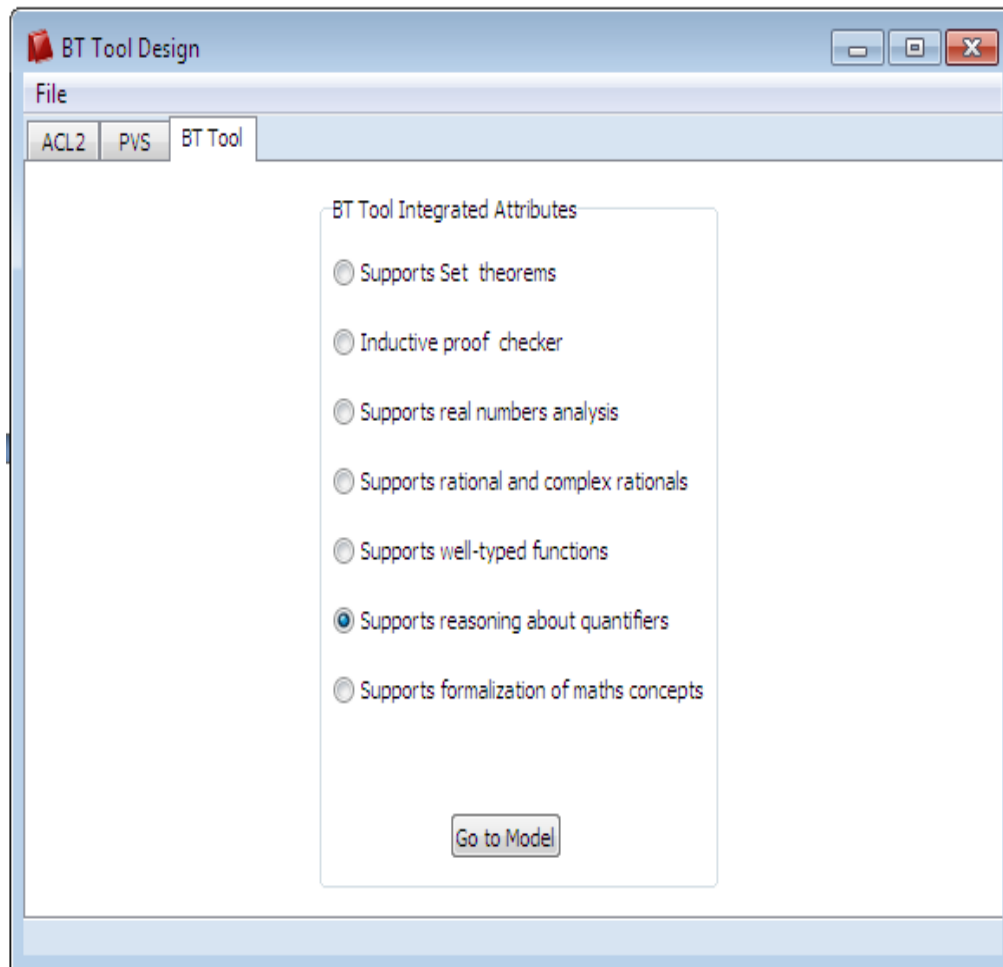 BT Tool Design
File
ACL2 PVS BT Tool
BT Tool Integrated Attributes
Supports Set theorems
Inductive proof checker
Supports real numbers analysis
Supports rational and complex rationals
Supports well-typed functions
Supports reasoning about quantifiers
Supports formalization of maths concepts
Go to Model